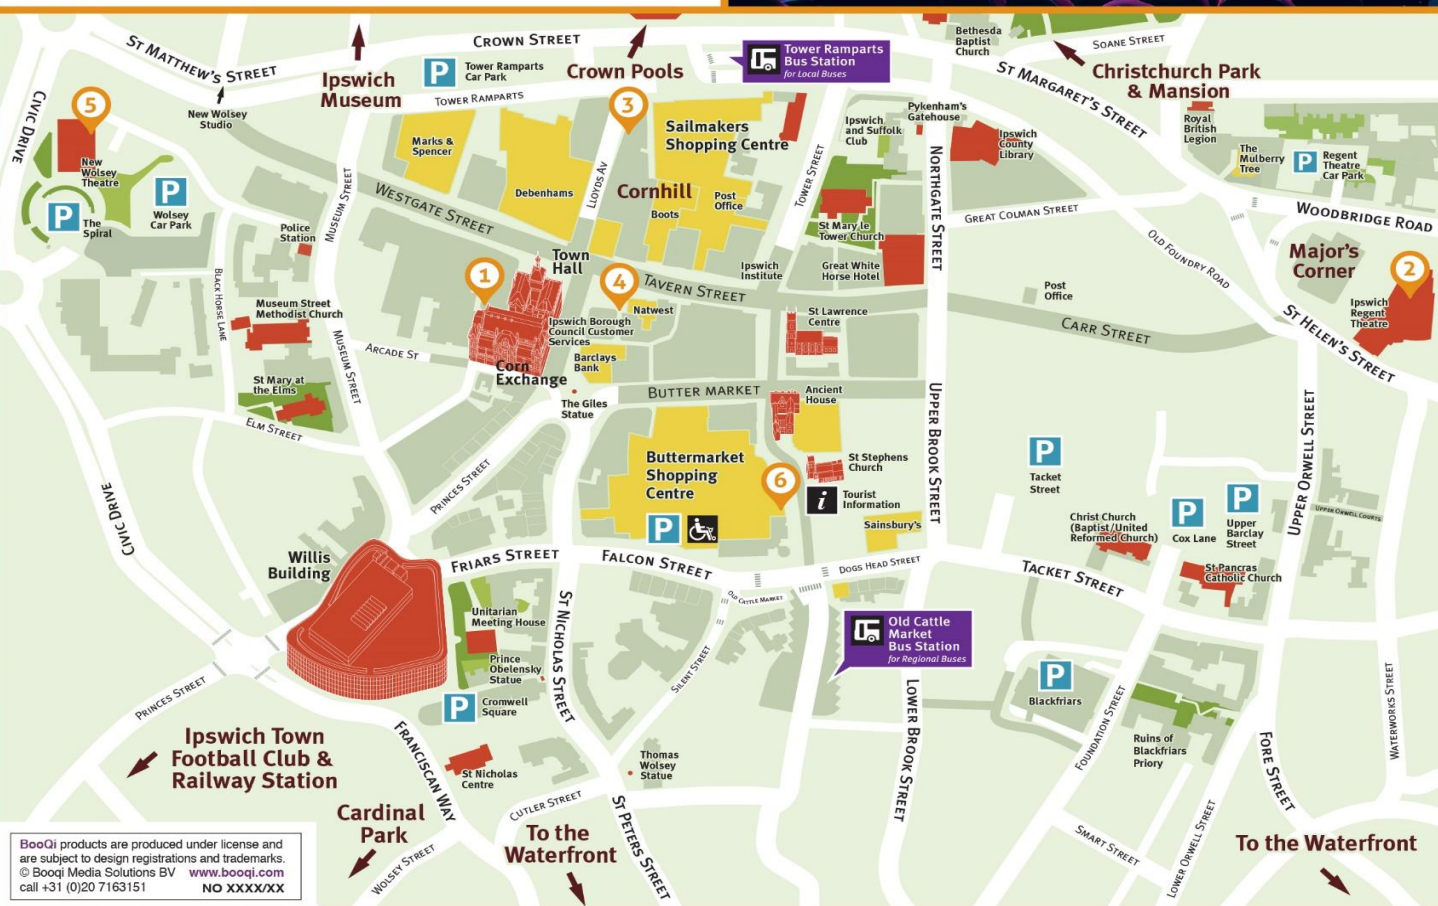 CROWN STREET
ST MATTHEW'S STREET
Ipswich
Museum
P
Tower Ramparts
Car Park
Crown Pools
Tower Ramparts
Bus Station
for Local Buses
Bethesda
Baptist
Church
SOANE STREET
Christchurch Park
& Mansion
ST MARGARET'S STREET
CIVIC DRIVE
5
New Wolsey
Studio
TOWER RAMPARTS
3
Sailmakers
Shopping Centre
Marks &
Spencer
Ipswich
and Suffolk
Club
Pykenham's
Gatehouse
Ipswich
County
Library
Royal
British
Legion
The
Mulberry
Tree
P
Regent
Theatre
Car Park
New
Wolsey
Theatre
P
Wolsey
Car Park
P
The
Spiral
MUSEUM STREET
WESTGATE STREET
Debenhams
LLOYDS AV
Cornhill
Boots
Post
Office
TOWER STREET
St Mary le
Tower Church
NORTHGATE STREET
GREAT COLMAN STREET
WOODBRIDGE ROAD
OLD FOUNDRY ROAD
Major's
Corner
Police
Station
Town
Hall
1
4
TAVERN STREET
Ipswich
Institute
Great White
Horse Hotel
Post
Office
2
Ipswich
Regent
Theatre
BLACK HORSE LANE
Museum Street
Methodist Church
Natwest
Ipswich Borough
Council Customer
Services
St Lawrence
Centre
CARR STREET
ST HELEN'S STREET
MUSEUM STREET
ARCADE ST
Corn
Exchange
Barclays
Bank
St Mary at
the Elms
BUTTER MARKET
Ancient
House
The Giles
Statue
ELM STREET
UPPER BROOK STREET
UPPER ORWELL STREET
Buttermarket
Shopping
Centre
6
P
St Stephens
Church
i
Tourist
Information
Sainsbury's
PRINCES STREET
CIVIC DRIVE
P
Tacket
Street
P
Cox Lane
P
Upper
Barclay
Street
UPPER ORWELL COURTS
Christ Church
(Baptist/United
Reformed Church)
St Pancras
Catholic Church
Willis
Building
FRIARS STREET
FALCON STREET
DOGS HEAD STREET
TACKET STREET
OLD CATTLE MARKET
Unitarian
Meeting House
ST NICHOLAS STREET
Old Cattle
Market
Bus Station
for Regional Buses
Prince
Obelensky
Statue
SILENT STREET
P
Cromwell
Square
P
Blackfriars
LOWER BROOK STREET
FOUNDATION STREET
WATERWORKS STREET
PRINCES STREET
Ipswich Town
Football Club &
Railway Station
FRANCISCAN WAY
St Nicholas
Centre
Thomas
Wolsey
Statue
Ruins of
Blackfriars
Priory
FORE STREET
Cardinal
Park
CUTLER STREET
ST PETERS STREET
To the
Waterfront
WOLSEY STREET
SMART STREET
LOWER ORWELL STREET
To the Waterfront
BooQi products are produced under license and
are subject to design registrations and trademarks.
© Booqi Media Solutions BV www.booqi.com
call +31 (0)20 7163151 NO XXXX/XX